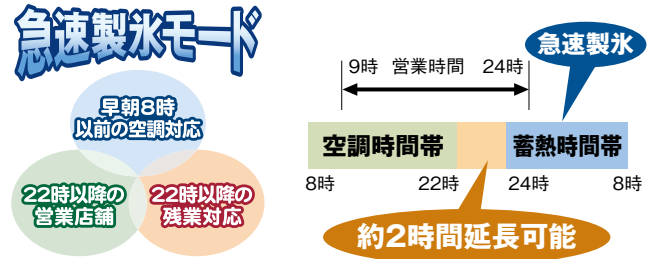 急速製氷モード
早朝8時
以前の空調対応
22時以降の
営業店舗
22時以降の
残業対応
急速製氷
9時 営業時間 24時
空調時間帯 蓄熱時間帯
8時 22時 24時 8時
約2時間延長可能